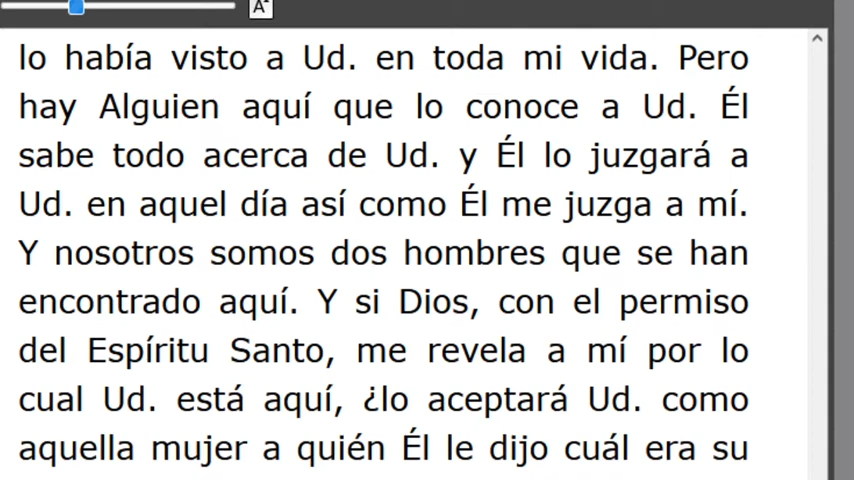 A
lo había visto a Ud. en toda mi vida. Pero
hay Alguien aquí que lo conoce a Ud. Él
sabe todo acerca de Ud. y Él lo juzgará a
Ud. en aquel día así como Él me juzga a mí.
Y nosotros somos dos hombres que se han
encontrado aquí. Y si Dios, con el permiso
del Espíritu Santo, me revela a mí por lo
cual Ud. está aquí, ¿lo aceptará Ud. como
aquella mujer a quién Él le dijo cuál era su